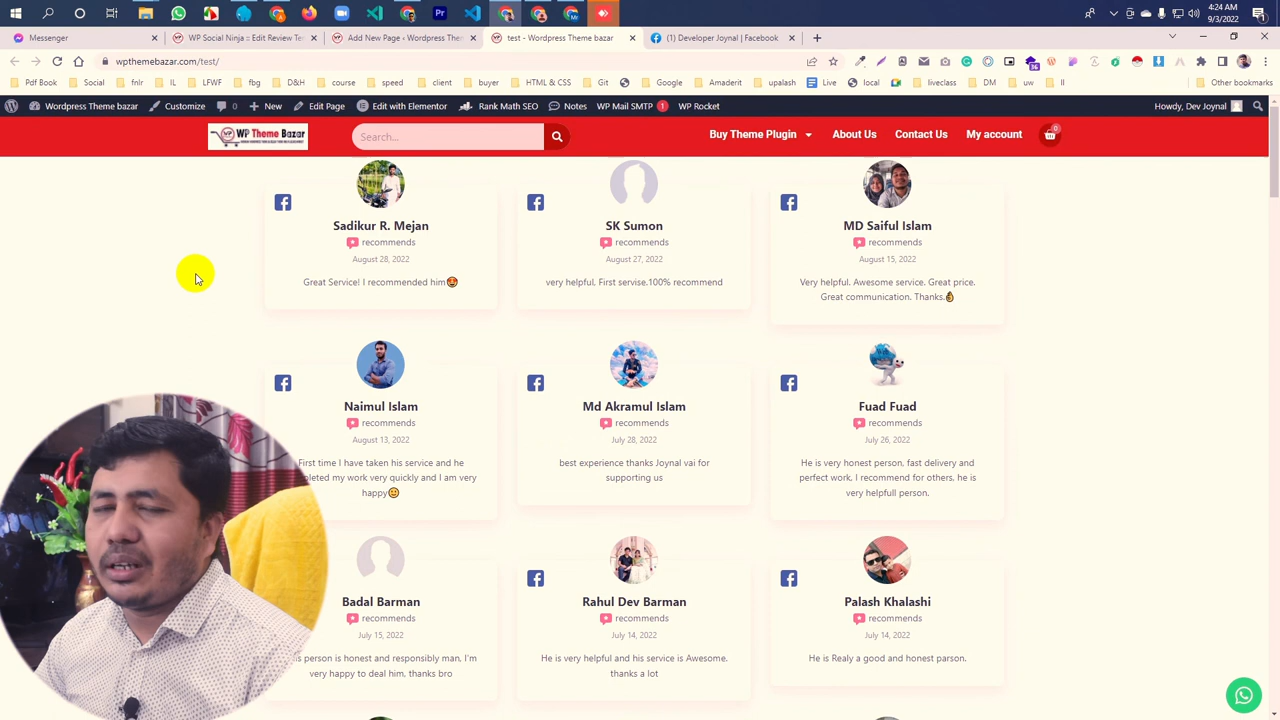 4:24 AM
9/3/2022
Messenger
WP Social Ninja :: Edit Review Te
Add New Page ‹ Wordpress Them
test - Wordpress Theme bazar
(1) Developer Joynal | Facebook
wpthemebazar.com/test/
Pdf Book
Social
fnlr
IL
LFWF
fbg
D&H
course
speed
client
buyer
HTML & CSS
Git
Google
Amaderit
upalash
Live
local
liveclass
DM
uw
Other bookmarks
Wordpress Theme bazar
Customize
0
New
Edit Page
Edit with Elementor
Rank Math SEO
Notes
WP Mail SMTP 1
WP Rocket
Howdy, Dev Joynal
WP Theme Bazar
Search...
Buy Theme Plugin
About Us
Contact Us
My account
0
Sadikur R. Mejan
recommends
August 28, 2022
Great Service! I recommended him😍
SK Sumon
recommends
August 27, 2022
very helpful, First servise,100% recommend
MD Saiful Islam
recommends
August 15, 2022
Very helpful. Awesome service. Great price.
Great communication. Thanks.👌
Naimul Islam
recommends
August 13, 2022
First time I have taken his service and he
pleted my work very quickly and I am very
happy😊
Md Akramul Islam
recommends
July 28, 2022
best experience thanks Joynal vai for
supporting us
Fuad Fuad
recommends
July 26, 2022
He is very honest person, fast delivery and
perfect work, I recommend for others, he is
very helpfull person.
Badal Barman
recommends
July 15, 2022
is person is honest and responsibly man, I'm
very happy to deal him, thanks bro
Rahul Dev Barman
recommends
July 14, 2022
He is very helpful and his service is Awesome.
thanks a lot
Palash Khalashi
recommends
July 14, 2022
He is Realy a good and honest parson.